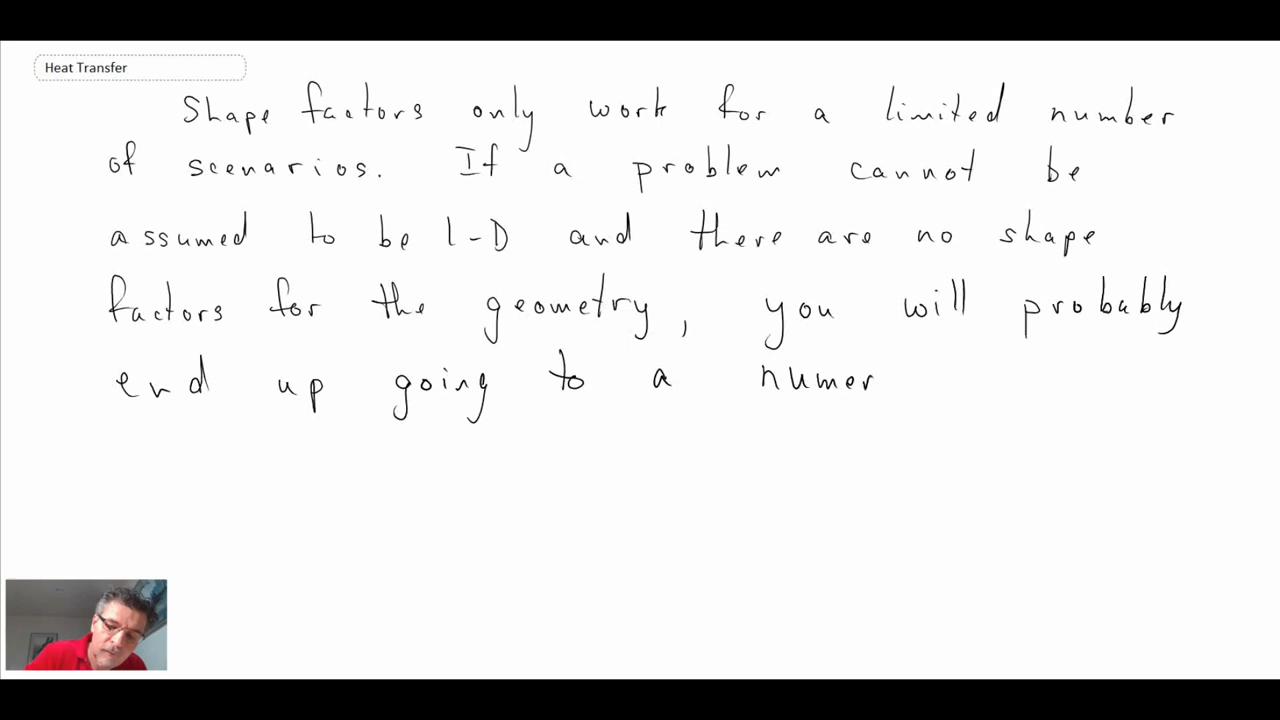 Heat Transfer
Shape factors only work for a limited number
of scenarios. If a problem cannot be
assumed to be 1-D and there are no shape
factors for the geometry, you will probably
end up going to a numer